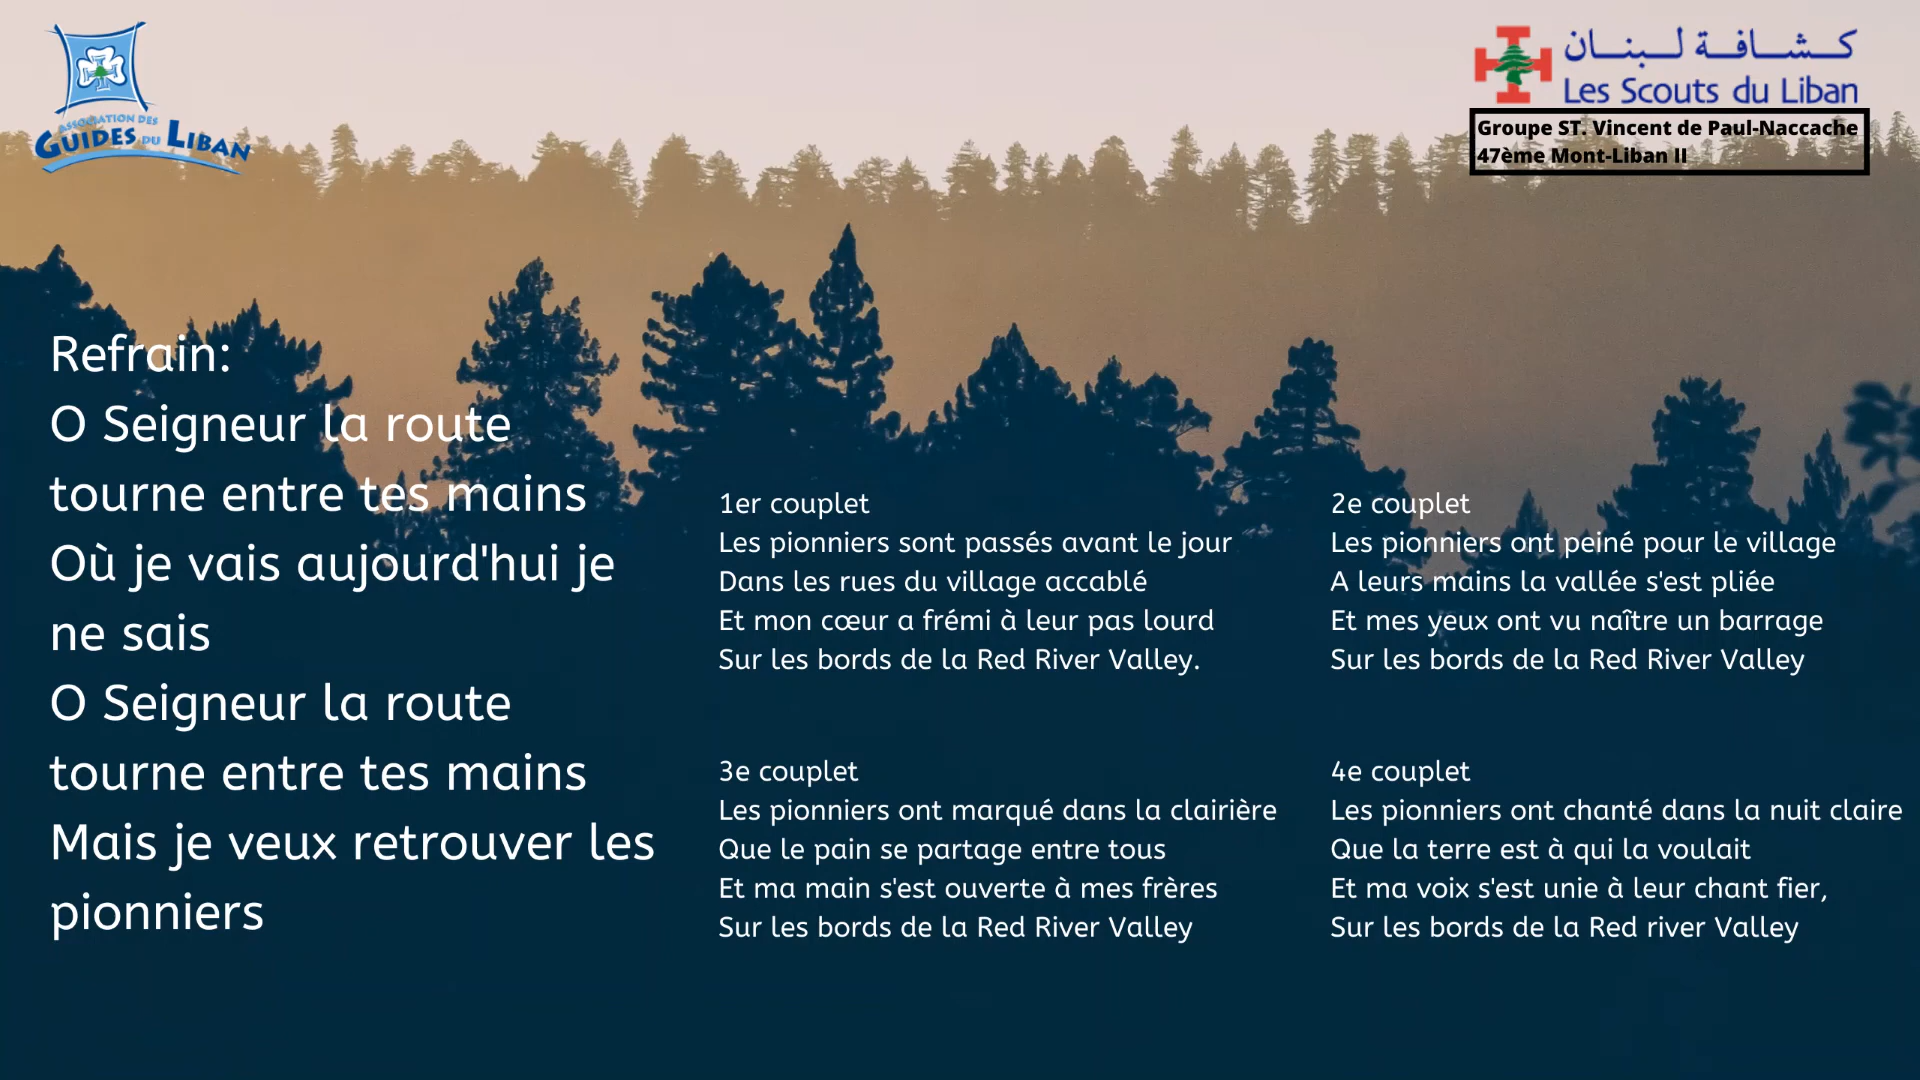 ASSOCIATION DES
GUIDES DU LIBAN
كشافة لبنان
Les Scouts du Liban
Groupe ST. Vincent de Paul-Naccache
47ème Mont-Liban II
Refrain:
O Seigneur la route
tourne entre tes mains
Où je vais aujourd'hui je
ne sais
O Seigneur la route
tourne entre tes mains
Mais je veux retrouver les
pionniers
1er couplet
Les pionniers sont passés avant le jour
Dans les rues du village accablé
Et mon cœur a frémi à leur pas lourd
Sur les bords de la Red River Valley.
2e couplet
Les pionniers ont peiné pour le village
A leurs mains la vallée s'est pliée
Et mes yeux ont vu naître un barrage
Sur les bords de la Red River Valley
3e couplet
Les pionniers ont marqué dans la clairière
Que le pain se partage entre tous
Et ma main s'est ouverte à mes frères
Sur les bords de la Red River Valley
4e couplet
Les pionniers ont chanté dans la nuit claire
Que la terre est à qui la voulait
Et ma voix s'est unie à leur chant fier,
Sur les bords de la Red river Valley